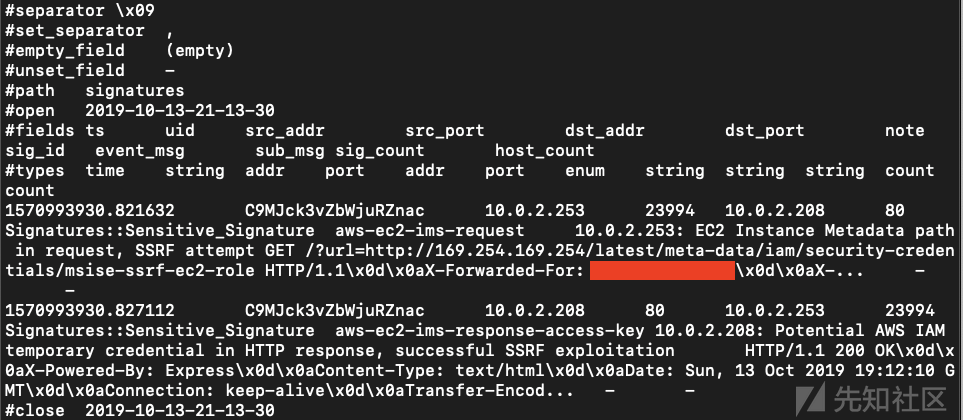 #separator \x09
#set_separator ,
#empty_field (empty)
#unset_field -
#path signatures
#open 2019-10-13-21-13-30
#fields ts uid src_addr src_port dst_addr dst_port note
sig_id event_msg sub_msg sig_count host_count
#types time string addr port addr port enum string string string count
count
1570993930.821632 C9MJck3vZbWjuRZnac 10.0.2.253 23994 10.0.2.208 80
Signatures::Sensitive_Signature aws-ec2-ims-request 10.0.2.253: EC2 Instance Metadata path
in request, SSRF attempt GET /?url=http://169.254.169.254/latest/meta-data/iam/security-creden
tials/msise-ssrf-ec2-role HTTP/1.1\x0d\x0aX-Forwarded-For: \x0d\x0aX-... -
-
1570993930.827112 C9MJck3vZbWjuRZnac 10.0.2.208 80 10.0.2.253 23994
Signatures::Sensitive_Signature aws-ec2-ims-response-access-key 10.0.2.208: Potential AWS IAM
temporary credential in HTTP response, successful SSRF exploitation HTTP/1.1 200 OK\x0d\x
0aX-Powered-By: Express\x0d\x0aContent-Type: text/html\x0d\x0aDate: Sun, 13 Oct 2019 19:12:10 G
MT\x0d\x0aConnection: keep-alive\x0d\x0aTransfer-Encod... - -
#close 2019-10-13-21-13-30
先知社区